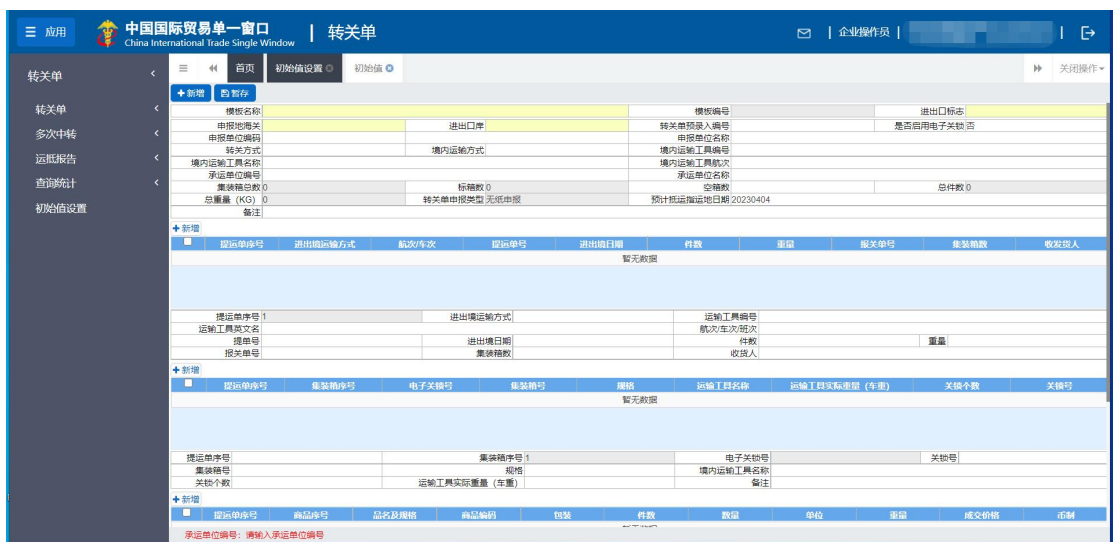 应用 中国国际贸易单一窗口 China International Trade Single Window | 转关单 | 企业操作员 |
转关单 首页 初始值设置 初始值 关闭操作
转关单
多次中转
运抵报告
查询统计
初始值设置
新增 暂存
模板名称 模板编号 进出口标志
申报地海关 进出口岸 转关单预录入编号 是否启用电子关锁 否
申报单位编码 申报单位名称
转关方式 境内运输方式 境内运输工具编号
境内运输工具名称 境内运输工具航次
承运单位编号 承运单位名称
集装箱总数 0 标箱数 0 空箱数 总件数 0
总重量（KG） 0 转关单申报类型 无纸申报 预计抵运指运地日期 20230404
备注
新增
提运单序号 进出境运输方式 航次/车次 提运单号 进出境日期 件数 重量 报关单号 集装箱数 收发货人
暂无数据
提运单序号 1 进出境运输方式 运输工具编号
运输工具英文名 航次/车次/班次
提单号 进出境日期 件数 重量
报关单号 集装箱数 收货人
新增
提运单序号 集装箱序号 电子关锁号 集装箱号 规格 运输工具名称 运输工具实际重量（车重） 关锁个数 关锁号
暂无数据
提运单序号 集装箱序号 1 电子关锁号 关锁号
集装箱号 规格 境内运输工具名称
关锁个数 运输工具实际重量（车重） 备注
新增
提运单序号 商品序号 品名及规格 商品编码 包装 件数 数量 单位 重量 成交价格 币制
承运单位编号：请输入承运单位编号